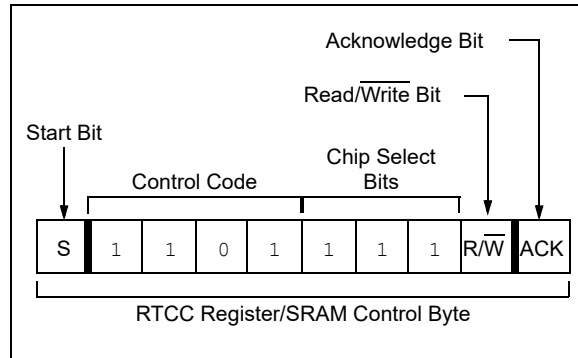 Acknowledge Bit
Read/Write Bit
Start Bit
Chip Select
Control Code Bits
S 1 1 0 1 1 1 1 R/W ACK
RTCC Register/SRAM Control Byte